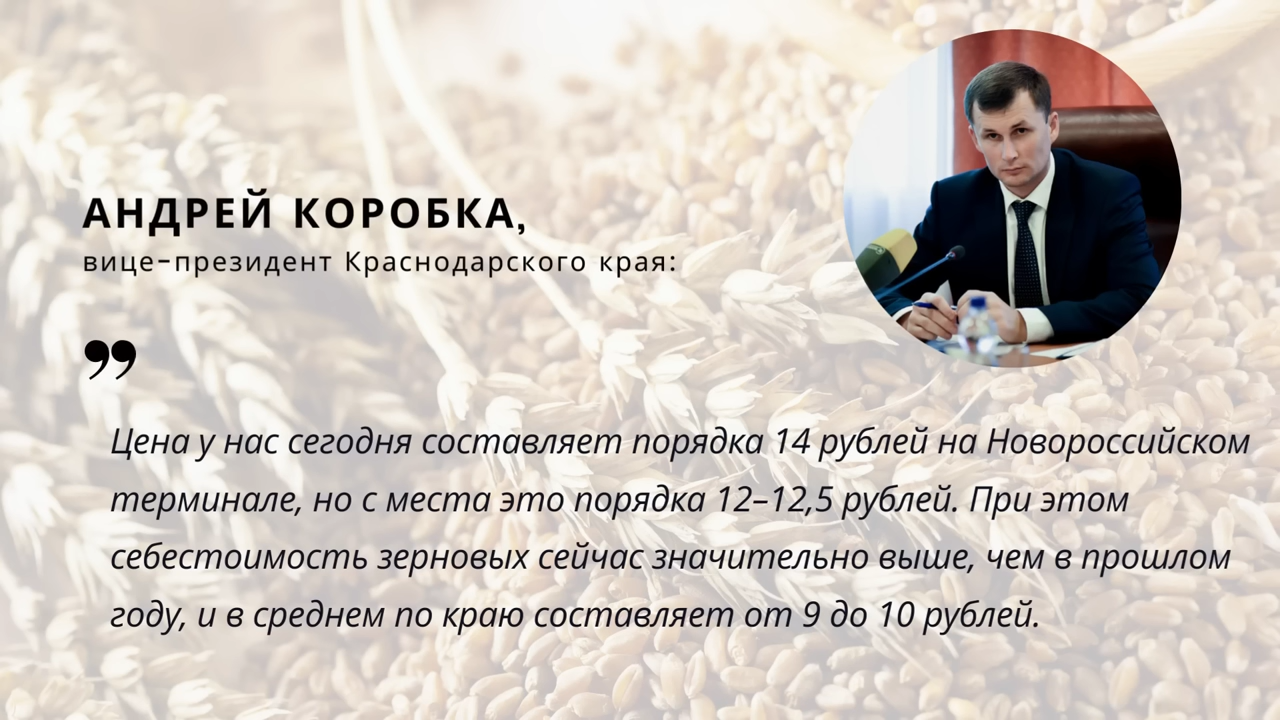 АНДРЕЙ КОРОБКА,
вице-президент Краснодарского края:
”
Цена у нас сегодня составляет порядка 14 рублей на Новороссийском
терминале, но с места это порядка 12–12,5 рублей. При этом
себестоимость зерновых сейчас значительно выше, чем в прошлом
году, и в среднем по краю составляет от 9 до 10 рублей.